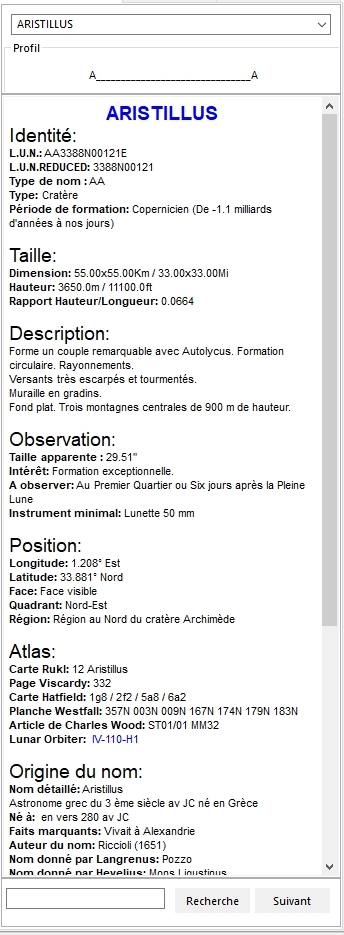 ARISTILLUS
Profil
A_______________________________A
ARISTILLUS
Identité:
L.U.N.: AA3388N00121E
L.U.N.REDUCED: 3388N00121
Type de nom : AA
Type: Cratère
Période de formation: Copernicien (De -1.1 milliards
d'années à nos jours)
Taille:
Dimension: 55.00x55.00Km / 33.00x33.00Mi
Hauteur: 3650.0m / 11100.0ft
Rapport Hauteur/Longueur: 0.0664
Description:
Forme un couple remarquable avec Autolycus. Formation
circulaire. Rayonnements.
Versants très escarpés et tourmentés.
Muraille en gradins.
Fond plat. Trois montagnes centrales de 900 m de hauteur.
Observation:
Taille apparente : 29.51"
Intérêt: Formation exceptionnelle.
A observer: Au Premier Quartier ou Six jours après la Pleine
Lune
Instrument minimal: Lunette 50 mm
Position:
Longitude: 1.208° Est
Latitude: 33.881° Nord
Face: Face visible
Quadrant: Nord-Est
Région: Région au Nord du cratère Archimède
Atlas:
Carte Rukl: 12 Aristillus
Page Viscardy: 332
Carte Hatfield: 1g8 / 2f2 / 5a8 / 6a2
Planche Westfall: 357N 003N 009N 167N 174N 179N 183N
Article de Charles Wood: ST01/01 MM32
Lunar Orbiter: IV-110-H1
Origine du nom:
Nom détaillé: Aristillus
Astronome grec du 3 ème siècle av JC né en Grèce
Né à: en vers 280 av JC
Faits marquants: Vivait à Alexandrie
Auteur du nom: Riccioli (1651)
Nom donné par Langrenus: Pozzo
Nom donné par Hevelius: Mons Ligustinus
Recherche Suivant